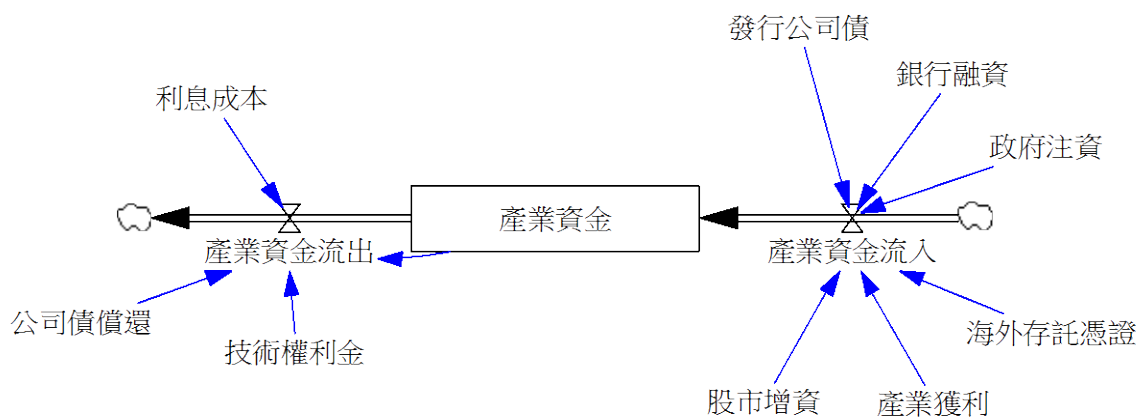 發行公司債
銀行融資
利息成本
政府注資
產業資金
產業資金流出
產業資金流入
公司債償還
技術權利金
海外存託憑證
股市增資
產業獲利